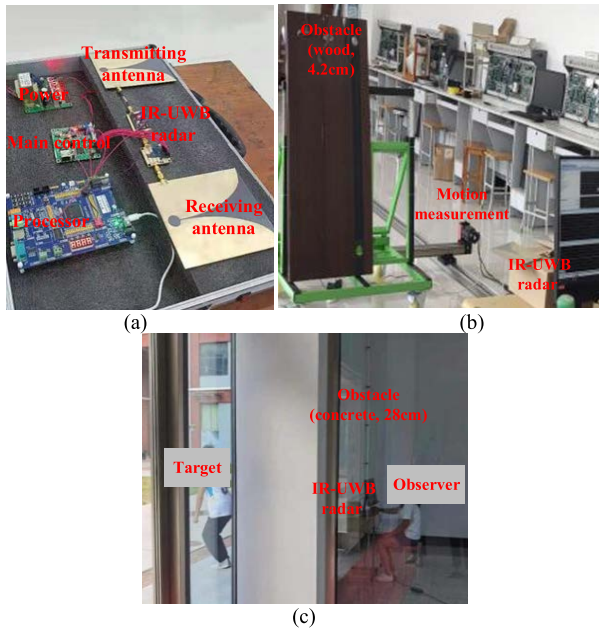 Transmitting
antenna
Power
IR-UWB
radar
Main control
Processor
Receiving
antenna
(a)
Obstacle
(wood,
4.2cm)
Motion
measurement
IR-UWB
radar
(b)
Obstacle
(concrete, 28cm)
Target
IR-UWB
radar
Observer
(c)